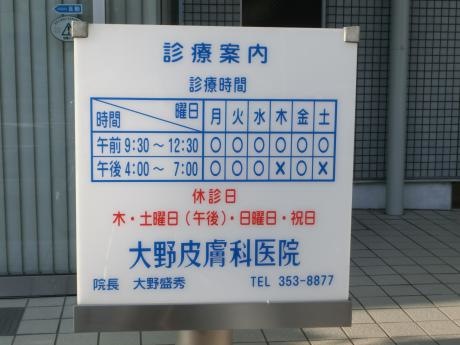 診療案内
診療時間
曜日 月 火 水 木 金 土
時間
午前 9:30 ～ 12:30 ○ ○ ○ ○ ○ ○
午後 4:00 ～ 7:00 ○ ○ ○ × ○ ×
休診日
木・土曜日（午後）・日曜日・祝日
大野皮膚科医院
院長 大野盛秀 TEL 353-8877